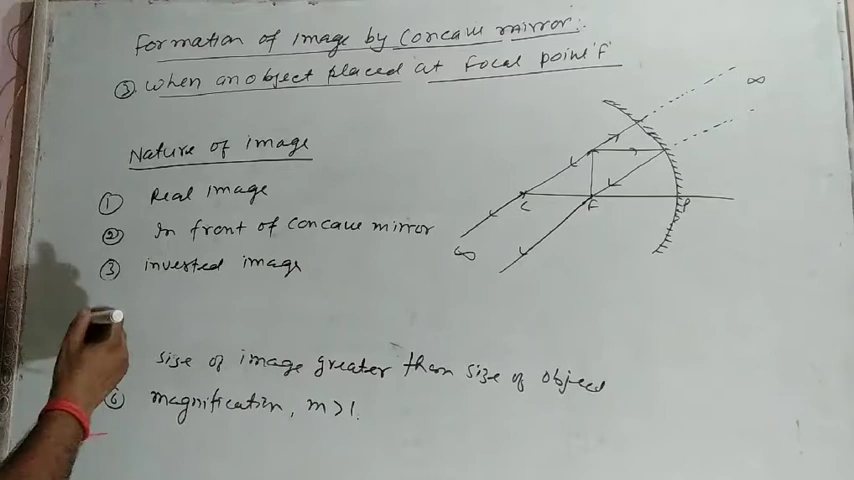 Formation of image by Concave mirror:.
③ When an object placed at focal point 'F'
Nature of image
① Real image
② In front of concave mirror
③ inverted image
size of image greater than size of object
⑥ magnification, m>1.
∞
C
F
P
∞